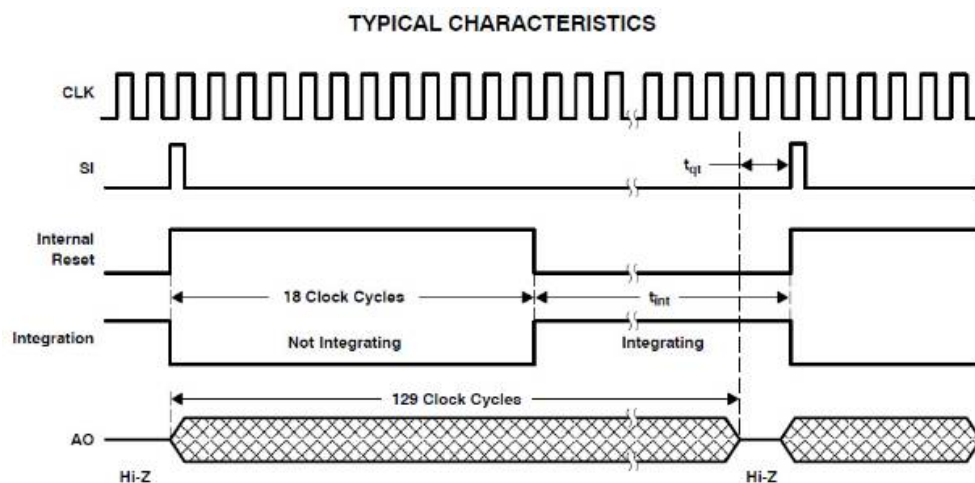 TYPICAL CHARACTERISTICS
CLK
SI
tqt
Internal
Reset
18 Clock Cycles
tint
Integration
Not Integrating
Integrating
129 Clock Cycles
AO
Hi-Z
Hi-Z